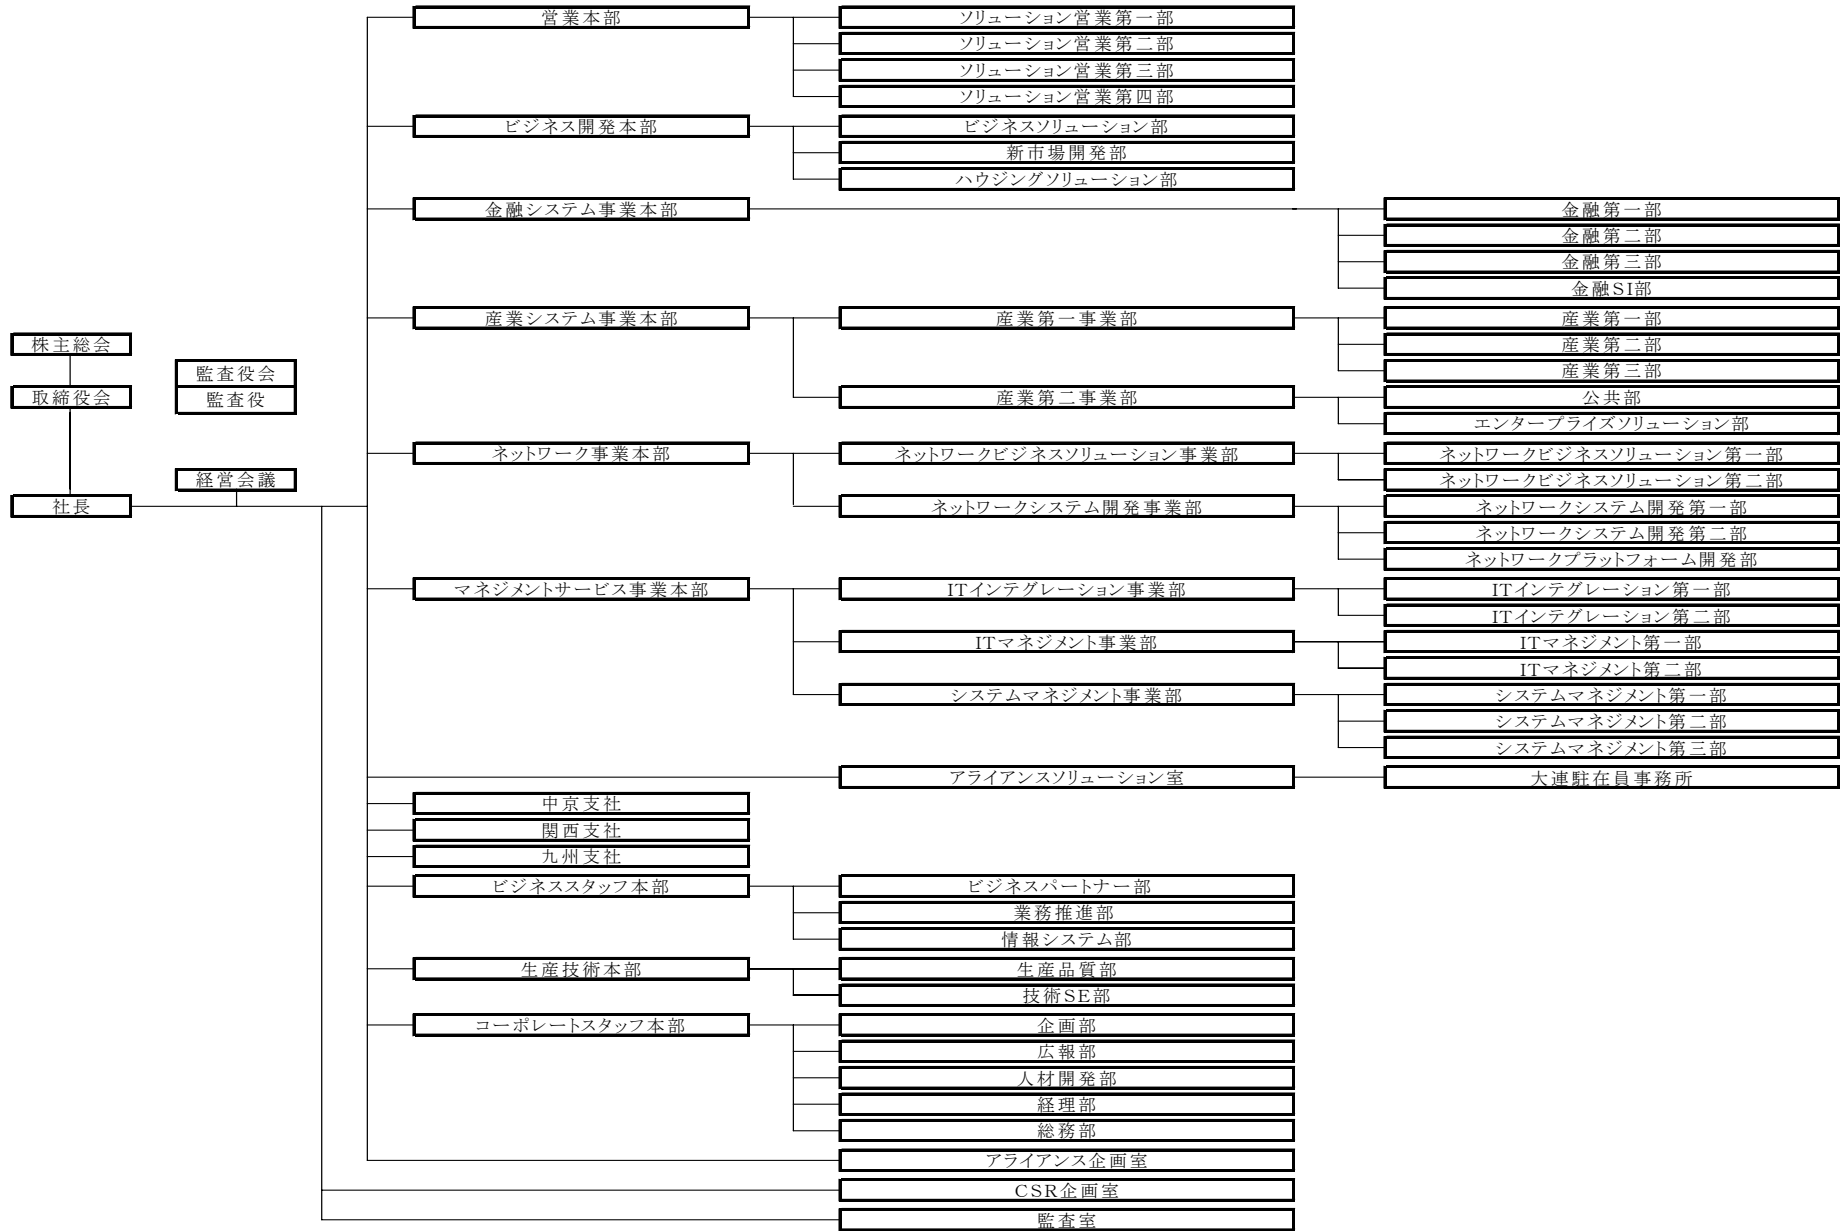 営業本部
ソリューション営業第一部
ソリューション営業第二部
ソリューション営業第三部
ソリューション営業第四部
ビジネス開発本部
ビジネスソリューション部
新市場開発部
ハウジングソリューション部
金融システム事業本部
金融第一部
金融第二部
金融第三部
金融SI部
産業システム事業本部
産業第一事業部
産業第一部
産業第二部
産業第三部
産業第二事業部
公共部
エンタープライズソリューション部
株主総会
取締役会
監査役会
監査役
経営会議
社長
ネットワーク事業本部
ネットワークビジネスソリューション事業部
ネットワークビジネスソリューション第一部
ネットワークビジネスソリューション第二部
ネットワークシステム開発事業部
ネットワークシステム開発第一部
ネットワークシステム開発第二部
ネットワークプラットフォーム開発部
マネジメントサービス事業本部
ITインテグレーション事業部
ITインテグレーション第一部
ITインテグレーション第二部
ITマネジメント事業部
ITマネジメント第一部
ITマネジメント第二部
システムマネジメント事業部
システムマネジメント第一部
システムマネジメント第二部
システムマネジメント第三部
アライアンスソリューション室
大連駐在員事務所
中京支社
関西支社
九州支社
ビジネススタッフ本部
ビジネスパートナー部
業務推進部
情報システム部
生産技術本部
生産品質部
技術SE部
コーポレートスタッフ本部
企画部
広報部
人材開発部
経理部
総務部
アライアンス企画室
CSR企画室
監査室